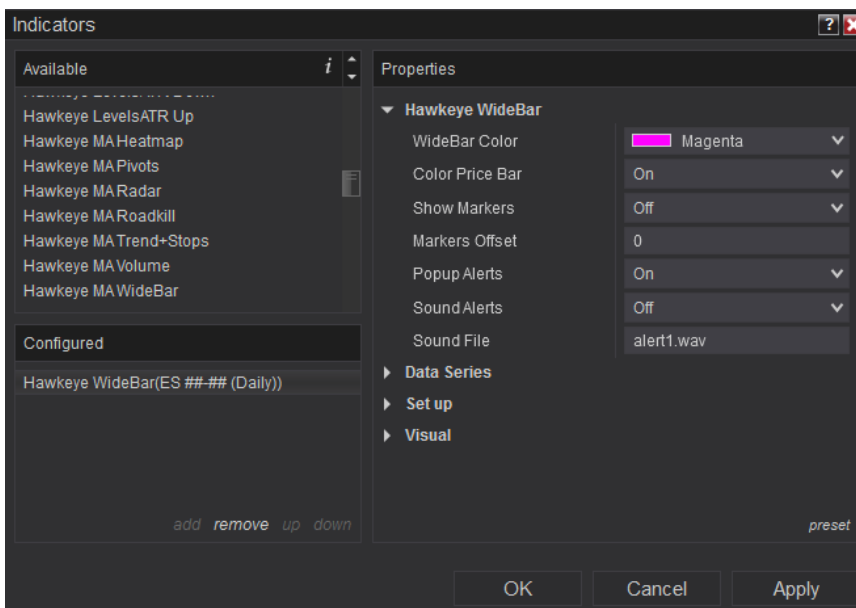 Indicators
?
Available
i
Hawkeye LevelsATR Up
Hawkeye MA Heatmap
Hawkeye MA Pivots
Hawkeye MA Radar
Hawkeye MA Roadkill
Hawkeye MA Trend+Stops
Hawkeye MA Volume
Hawkeye MA WideBar
Configured
Hawkeye WideBar(ES ##-## (Daily))
add remove up down
Properties
Hawkeye WideBar
WideBar Color Magenta
Color Price Bar On
Show Markers Off
Markers Offset 0
Popup Alerts On
Sound Alerts Off
Sound File alert1.wav
Data Series
Set up
Visual
preset
OK Cancel Apply